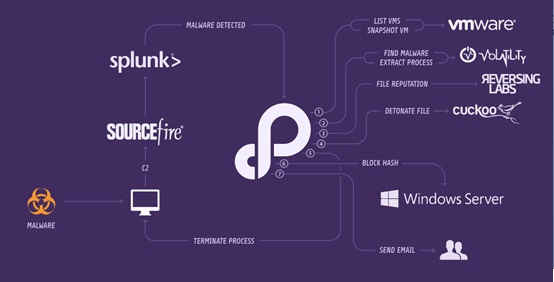 MALWARE DETECTED
splunk>
SOURCEfire
C2
MALWARE
TERMINATE PROCESS
1
2
3
4
5
6
7
LIST VMS
SNAPSHOT VM
vmware
FIND MALWARE
EXTRACT PROCESS
VOLATILITY
FILE REPUTATION
REVERSING
LABS
DETONATE FILE
cuckoo
BLOCK HASH
Windows Server
SEND EMAIL